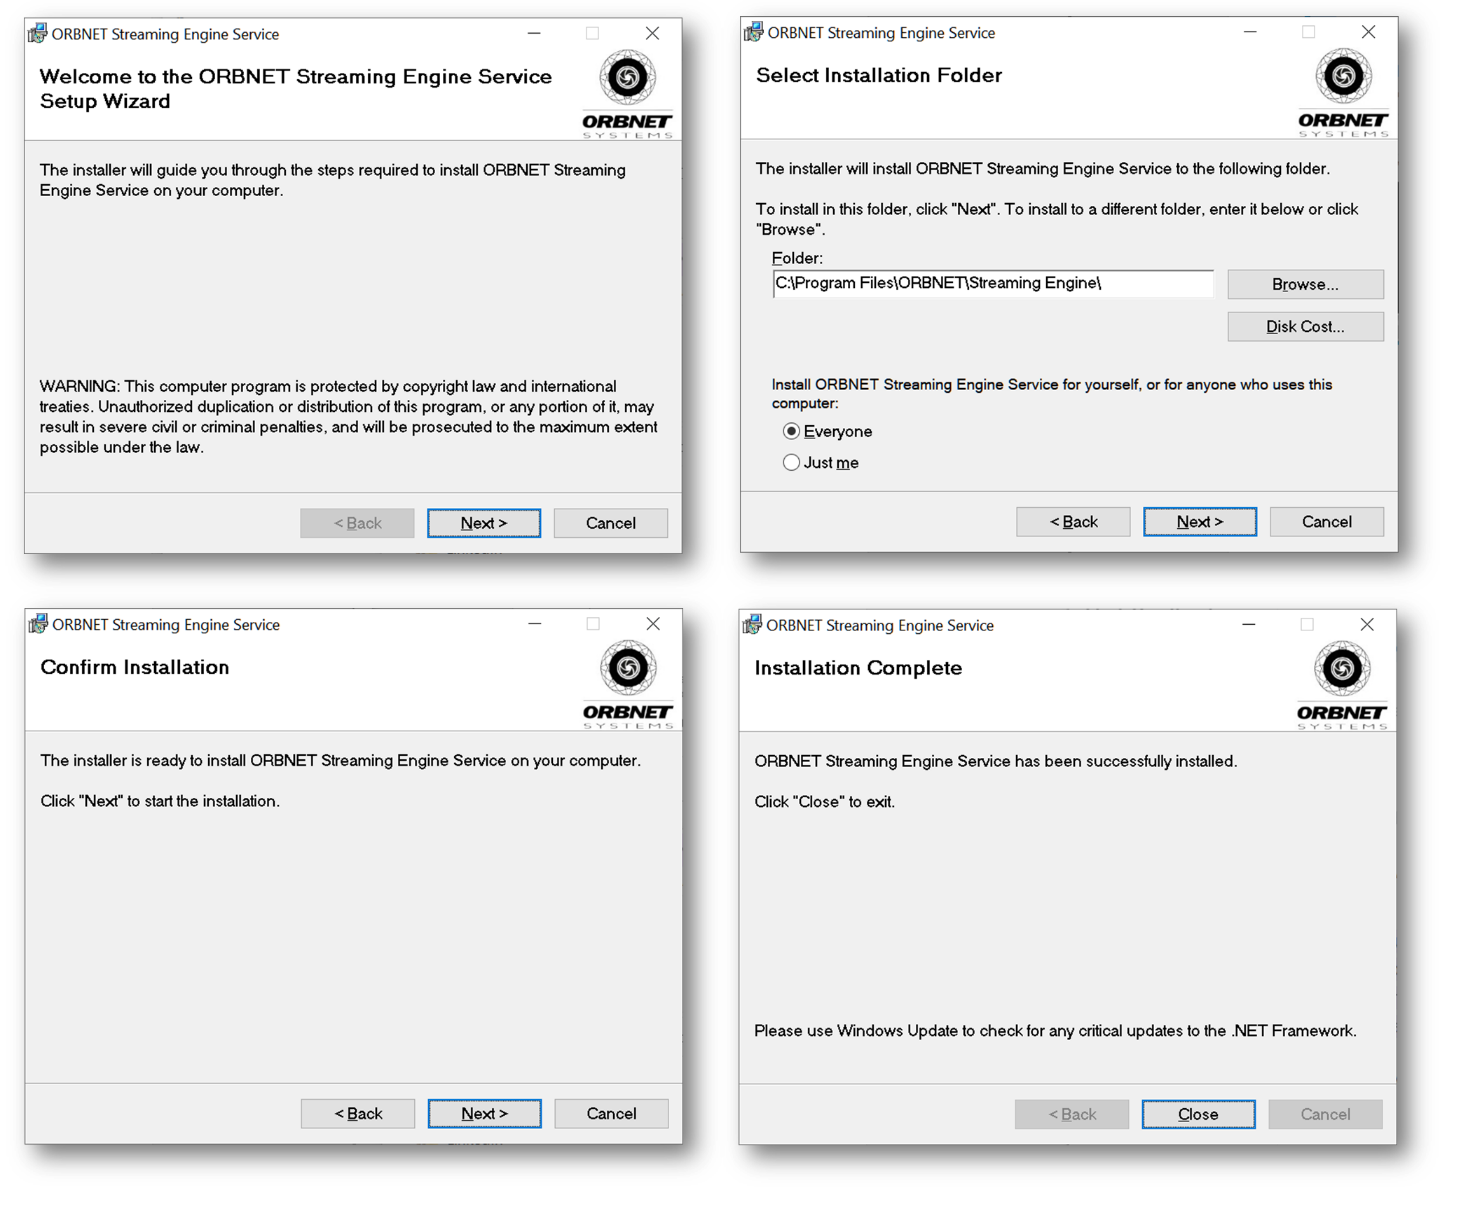 ORBNET Streaming Engine Service
Welcome to the ORBNET Streaming Engine Service
Setup Wizard
ORBNET
SYSTEMS
The installer will guide you through the steps required to install ORBNET Streaming
Engine Service on your computer.
WARNING: This computer program is protected by copyright law and international
treaties. Unauthorized duplication or distribution of this program, or any portion of it, may
result in severe civil or criminal penalties, and will be prosecuted to the maximum extent
possible under the law.
< Back
Next >
Cancel
ORBNET Streaming Engine Service
Select Installation Folder
ORBNET
SYSTEMS
The installer will install ORBNET Streaming Engine Service to the following folder.
To install in this folder, click "Next". To install to a different folder, enter it below or click
"Browse".
Folder:
C:\Program Files\ORBNET\Streaming Engine\
Browse...
Disk Cost...
Install ORBNET Streaming Engine Service for yourself, or for anyone who uses this
computer:
Everyone
Just me
< Back
Next >
Cancel
ORBNET Streaming Engine Service
Confirm Installation
ORBNET
SYSTEMS
The installer is ready to install ORBNET Streaming Engine Service on your computer.
Click "Next" to start the installation.
< Back
Next >
Cancel
ORBNET Streaming Engine Service
Installation Complete
ORBNET
SYSTEMS
ORBNET Streaming Engine Service has been successfully installed.
Click "Close" to exit.
Please use Windows Update to check for any critical updates to the .NET Framework.
< Back
Close
Cancel